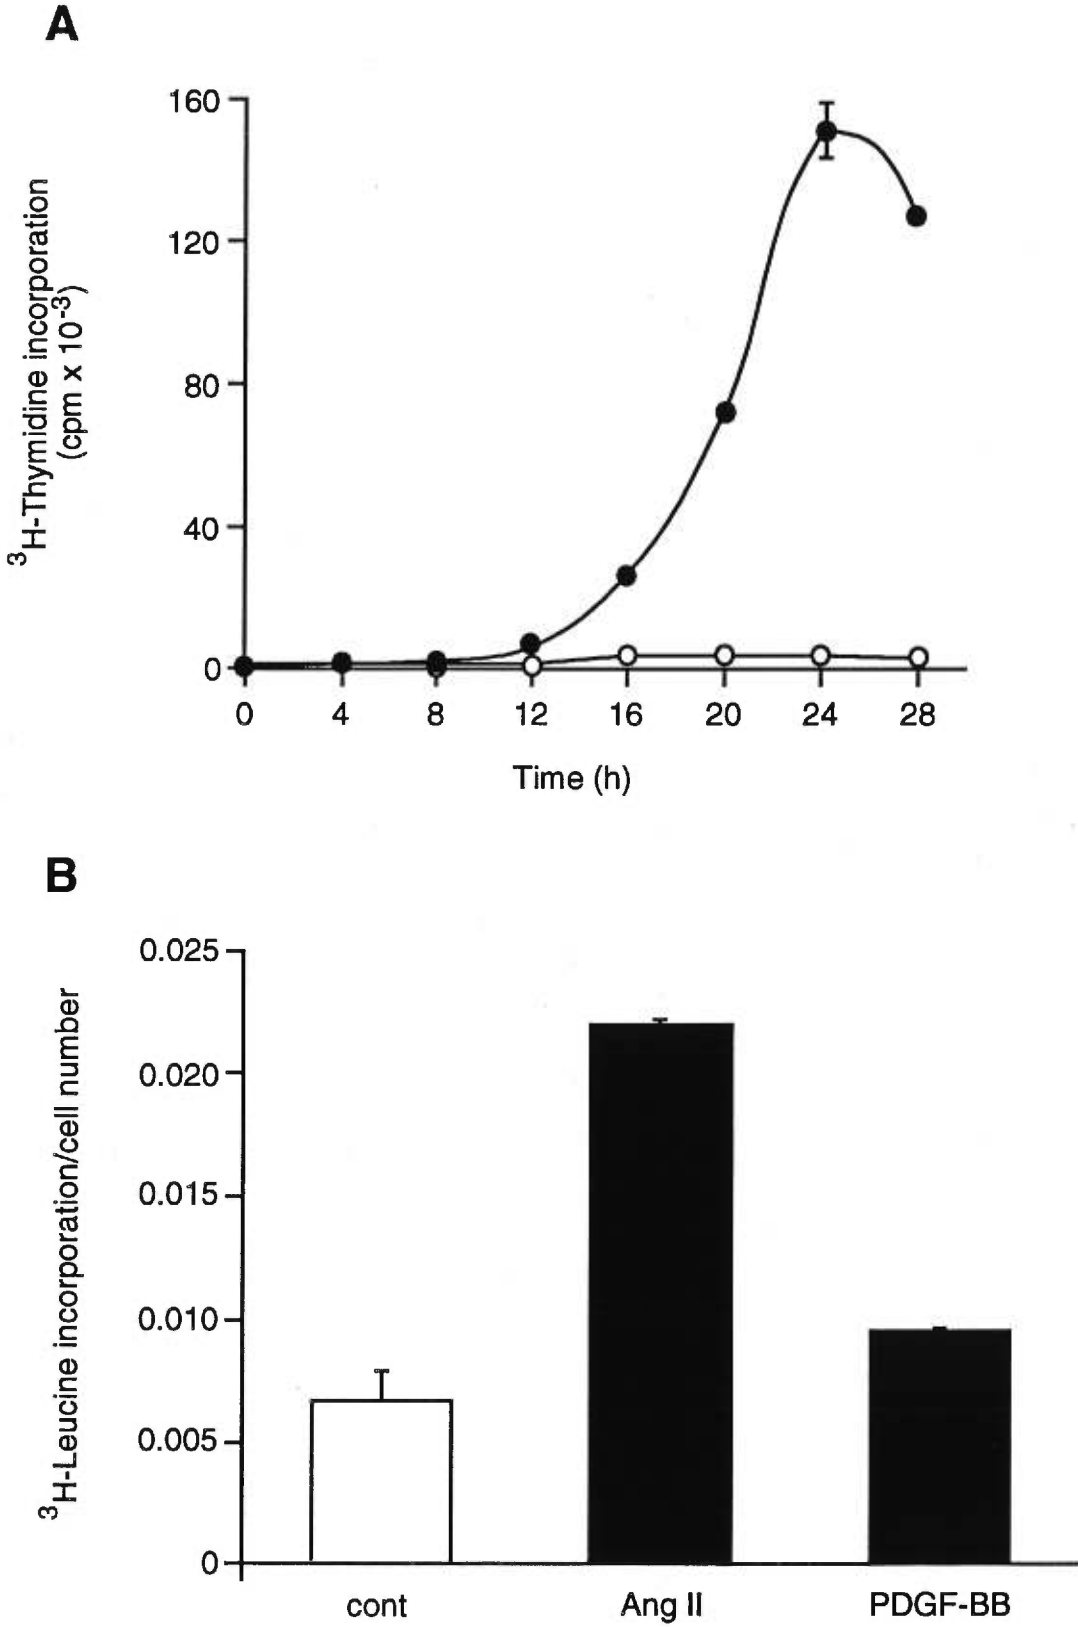 A
160
120
80
40
0
³H-Thymidine incorporation
(cpm x 10⁻³)
0 4 8 12 16 20 24 28
Time (h)
B
0.025
0.020
0.015
0.010
0.005
0
³H-Leucine incorporation/cell number
cont Ang II PDGF-BB